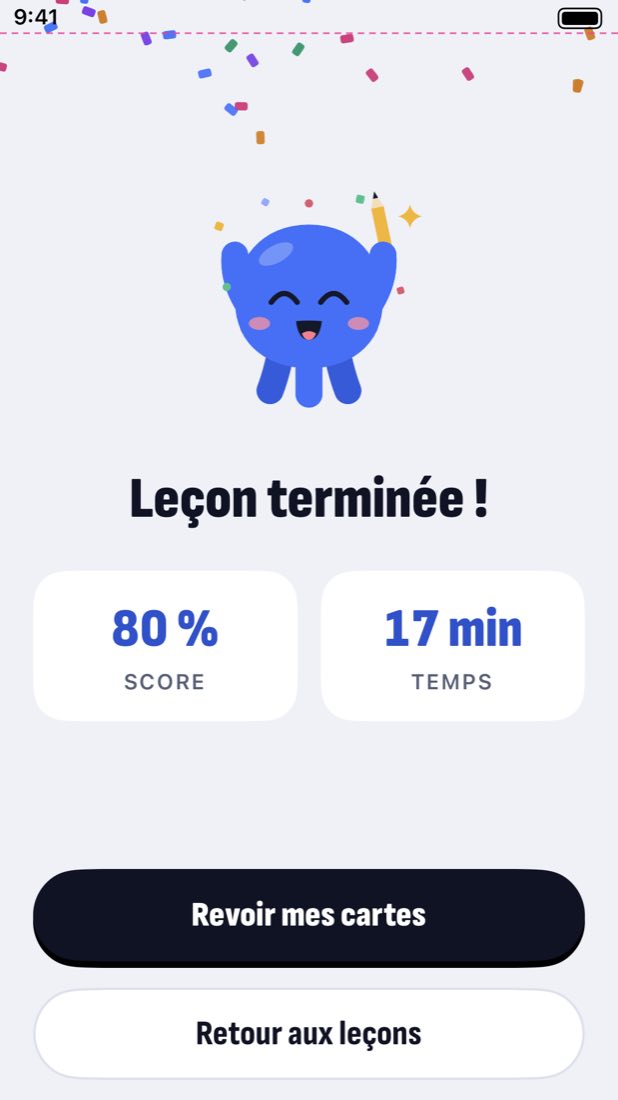 9:41
Leçon terminée !
80 %
SCORE
17 min
TEMPS
Revoir mes cartes
Retour aux leçons